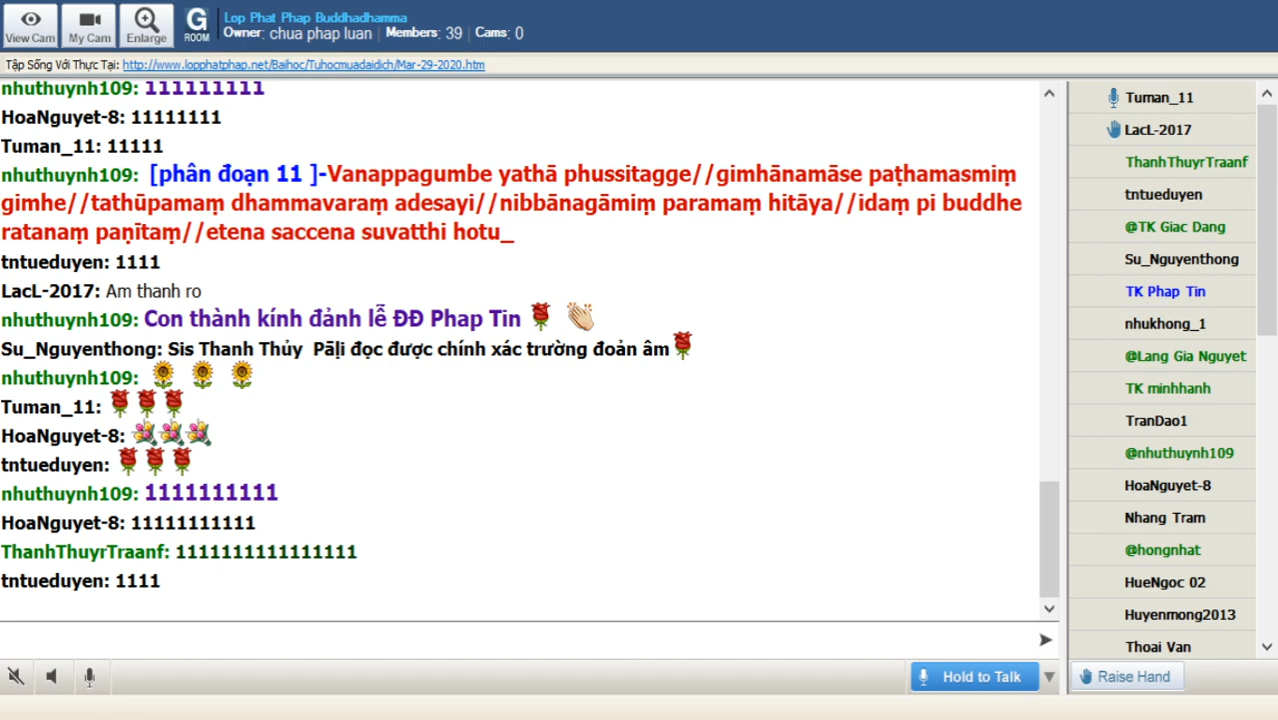 View Cam
My Cam
Enlarge
G
ROOM
Lop Phat Phap Buddhadhamma
Owner: chua phap luan | Members: 39 | Cams: 0
Tập Sống Với Thực Tại: http://www.lopphatphap.net/Baihoc/Tuhocmuadaidich/Mar-29-2020.htm
nhuthuynh109: 111111111
HoaNguyet-8: 11111111
Tuman_11: 11111
nhuthuynh109: [phân đoạn 11 ]-Vanappagumbe yathā phussitagge//gimhānamāse paṭhamasmiṃ
gimhe//tathūpamaṃ dhammavaraṃ adesayi//nibbānagāmiṃ paramaṃ hitāya//idaṃ pi buddhe
ratanaṃ paṇītaṃ//etena saccena suvatthi hotu_
tntueduyen: 1111
LacL-2017: Am thanh ro
nhuthuynh109: Con thành kính đảnh lễ ĐĐ Phap Tin
Su_Nguyenthong: Sis Thanh Thủy Pāḷi đọc được chính xác trường đoản âm
nhuthuynh109:
Tuman_11:
HoaNguyet-8:
tntueduyen:
nhuthuynh109: 1111111111
HoaNguyet-8: 11111111111
ThanhThuyrTraanf: 1111111111111111
tntueduyen: 1111
Hold to Talk
Tuman_11
LacL-2017
ThanhThuyrTraanf
tntueduyen
@TK Giac Dang
Su_Nguyenthong
TK Phap Tin
nhukhong_1
@Lang Gia Nguyet
TK minhhanh
TranDao1
@nhuthuynh109
HoaNguyet-8
Nhang Tram
@hongnhat
HueNgoc 02
Huyenmong2013
Thoai Van
Raise Hand